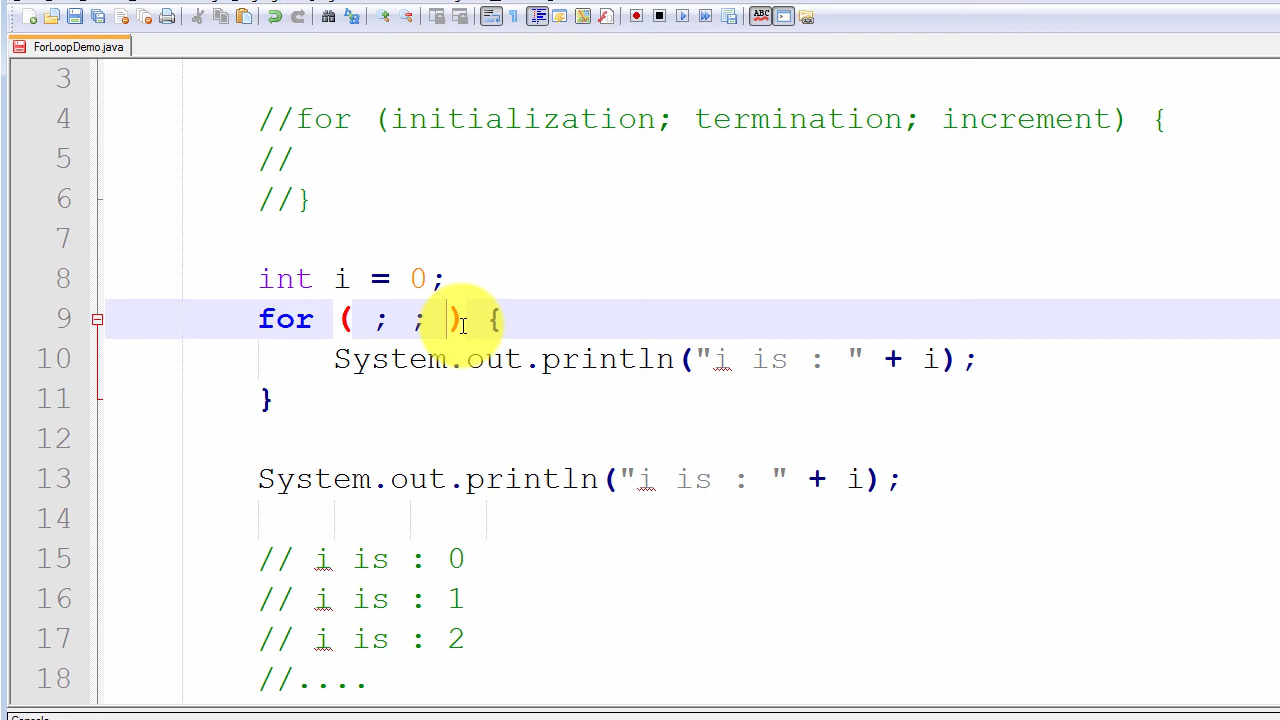 ABC
ForLoopDemo.java
3
4 //for (initialization; termination; increment) {
5 //
6 //}
7
8 int i = 0;
9 for ( ; ; ) {
10 System.out.println("i is : " + i);
11 }
12
13 System.out.println("i is : " + i);
14
15 // i is : 0
16 // i is : 1
17 // i is : 2
18 //....
Console